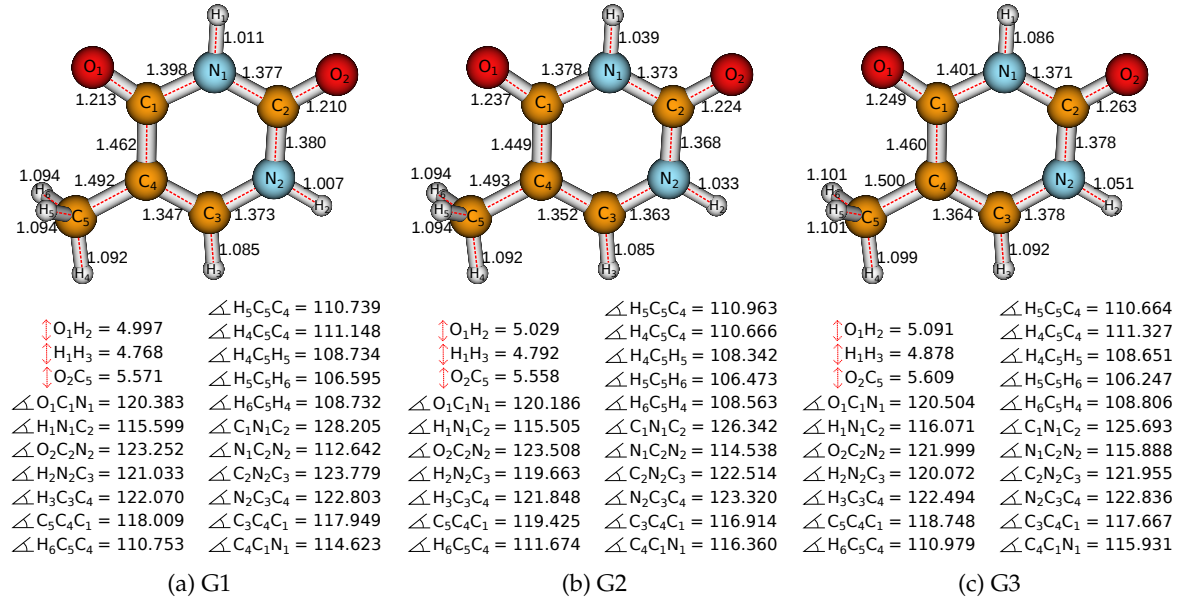 H₁
1.011
O₁
N₁
O₂
1.398
1.377
1.213
C₁
C₂
1.210
1.462
1.380
1.094
1.492
C₄
N₂
1.007
H₆
H₅
C₅
1.347
C₃
1.373
H₂
1.094
1.092
1.085
H₄
H₃
O₁H₂ = 4.997
H₁H₃ = 4.768
O₂C₅ = 5.571
∡O₁C₁N₁ = 120.383
∡H₁N₁C₂ = 115.599
∡O₂C₂N₂ = 123.252
∡H₂N₂C₃ = 121.033
∡H₃C₃C₄ = 122.070
∡C₅C₄C₁ = 118.009
∡H₆C₅C₄ = 110.753
∡H₅C₅C₄ = 110.739
∡H₄C₅C₄ = 111.148
∡H₄C₅H₅ = 108.734
∡H₅C₅H₆ = 106.595
∡H₆C₅H₄ = 108.732
∡C₁N₁C₂ = 128.205
∡N₁C₂N₂ = 112.642
∡C₂N₂C₃ = 123.779
∡N₂C₃C₄ = 122.803
∡C₃C₄C₁ = 117.949
∡C₄C₁N₁ = 114.623
(a) G1
H₁
1.039
O₁
N₁
O₂
1.378
1.373
1.237
C₁
C₂
1.224
1.449
1.368
1.094
1.493
C₄
N₂
1.033
H₆
H₅
C₅
1.352
C₃
1.363
H₂
1.094
1.092
1.085
H₄
H₃
O₁H₂ = 5.029
H₁H₃ = 4.792
O₂C₅ = 5.558
∡O₁C₁N₁ = 120.186
∡H₁N₁C₂ = 115.505
∡O₂C₂N₂ = 123.508
∡H₂N₂C₃ = 119.663
∡H₃C₃C₄ = 121.848
∡C₅C₄C₁ = 119.425
∡H₆C₅C₄ = 111.674
∡H₅C₅C₄ = 110.963
∡H₄C₅C₄ = 110.666
∡H₄C₅H₅ = 108.342
∡H₅C₅H₆ = 106.473
∡H₆C₅H₄ = 108.563
∡C₁N₁C₂ = 126.342
∡N₁C₂N₂ = 114.538
∡C₂N₂C₃ = 122.514
∡N₂C₃C₄ = 123.320
∡C₃C₄C₁ = 116.914
∡C₄C₁N₁ = 116.360
(b) G2
H₁
1.086
O₁
N₁
O₂
1.401
1.371
1.249
C₁
C₂
1.263
1.460
1.378
1.101
1.500
C₄
N₂
1.051
H₆
H₅
C₅
1.364
C₃
1.378
H₂
1.101
1.099
1.092
H₄
H₃
O₁H₂ = 5.091
H₁H₃ = 4.878
O₂C₅ = 5.609
∡O₁C₁N₁ = 120.504
∡H₁N₁C₂ = 116.071
∡O₂C₂N₂ = 121.999
∡H₂N₂C₃ = 120.072
∡H₃C₃C₄ = 122.494
∡C₅C₄C₁ = 118.748
∡H₆C₅C₄ = 110.979
∡H₅C₅C₄ = 110.664
∡H₄C₅C₄ = 111.327
∡H₄C₅H₅ = 108.651
∡H₅C₅H₆ = 106.247
∡H₆C₅H₄ = 108.806
∡C₁N₁C₂ = 125.693
∡N₁C₂N₂ = 115.888
∡C₂N₂C₃ = 121.955
∡N₂C₃C₄ = 122.836
∡C₃C₄C₁ = 117.667
∡C₄C₁N₁ = 115.931
(c) G3